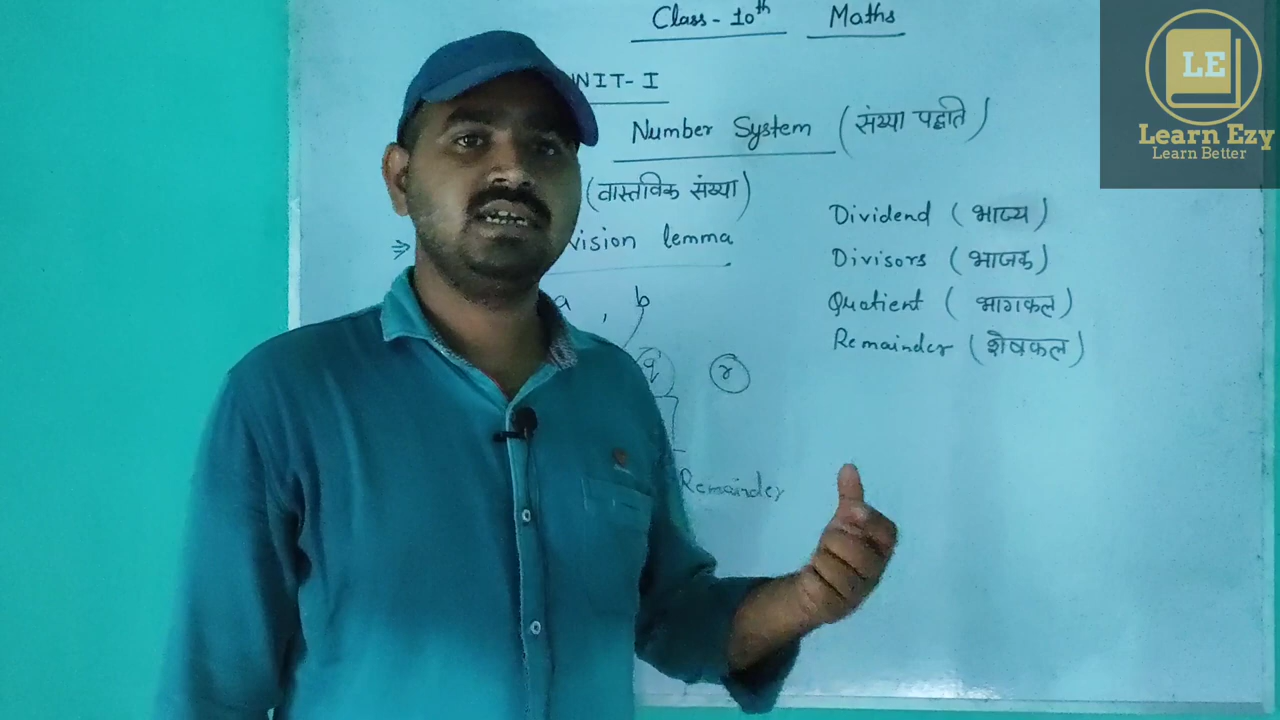 Class-10th Maths
UNIT-I
Number System (संख्या पद्धति)
(वास्तविक संख्या)
⇒ vision lemma
a , b
q r
Remainder
Dividend (भाज्य)
Divisors (भाजक)
Quotient (भागफल)
Remainder (शेषफल)
LE
Learn Ezy
Learn Better